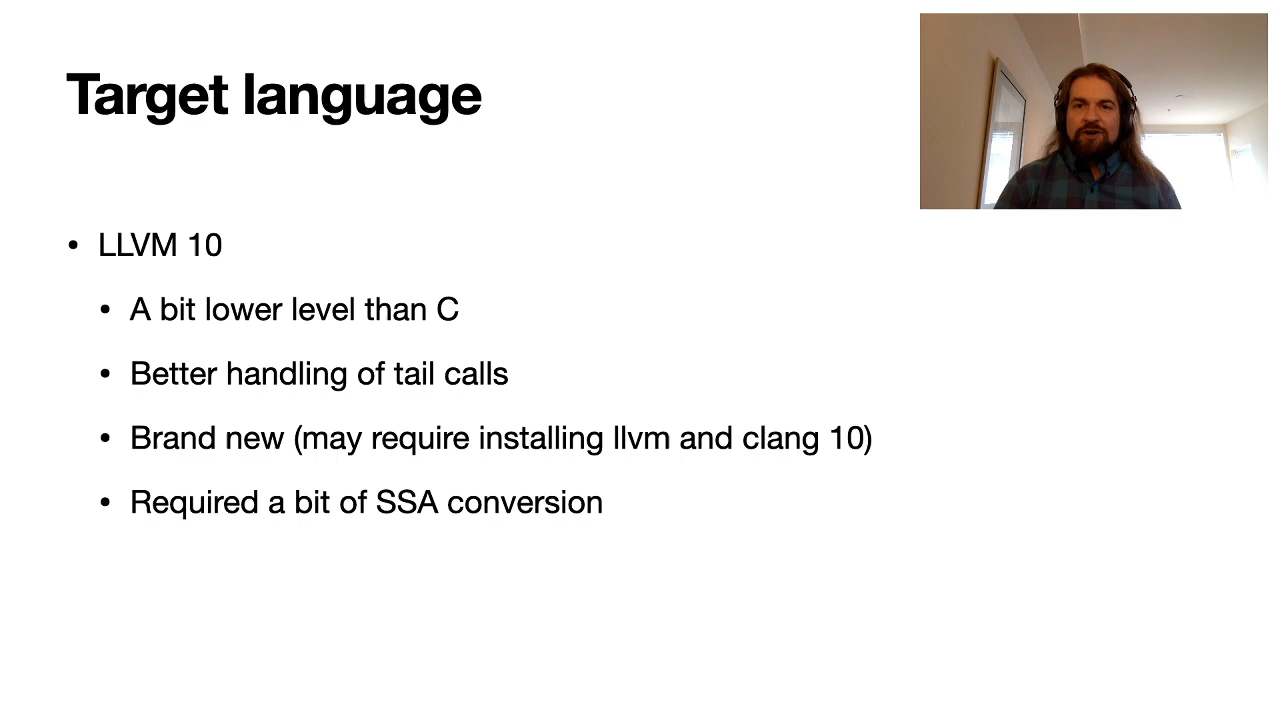 Target language
• LLVM 10
• A bit lower level than C
• Better handling of tail calls
• Brand new (may require installing llvm and clang 10)
• Required a bit of SSA conversion